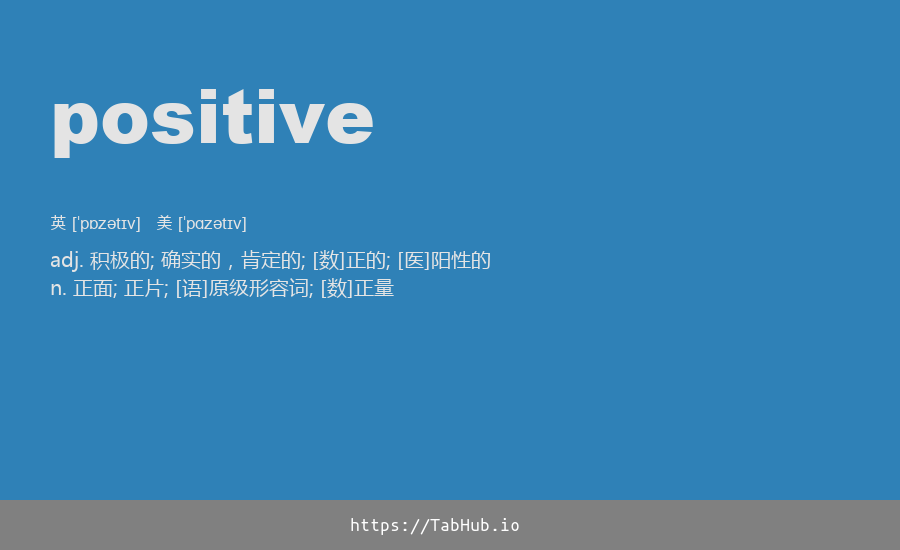 positive
英 [ˈpɒzətɪv]   美 [ˈpɑzətɪv]
adj. 积极的; 确实的，肯定的; [数]正的; [医]阳性的
n. 正面; 正片; [语]原级形容词; [数]正量
https://TabHub.io